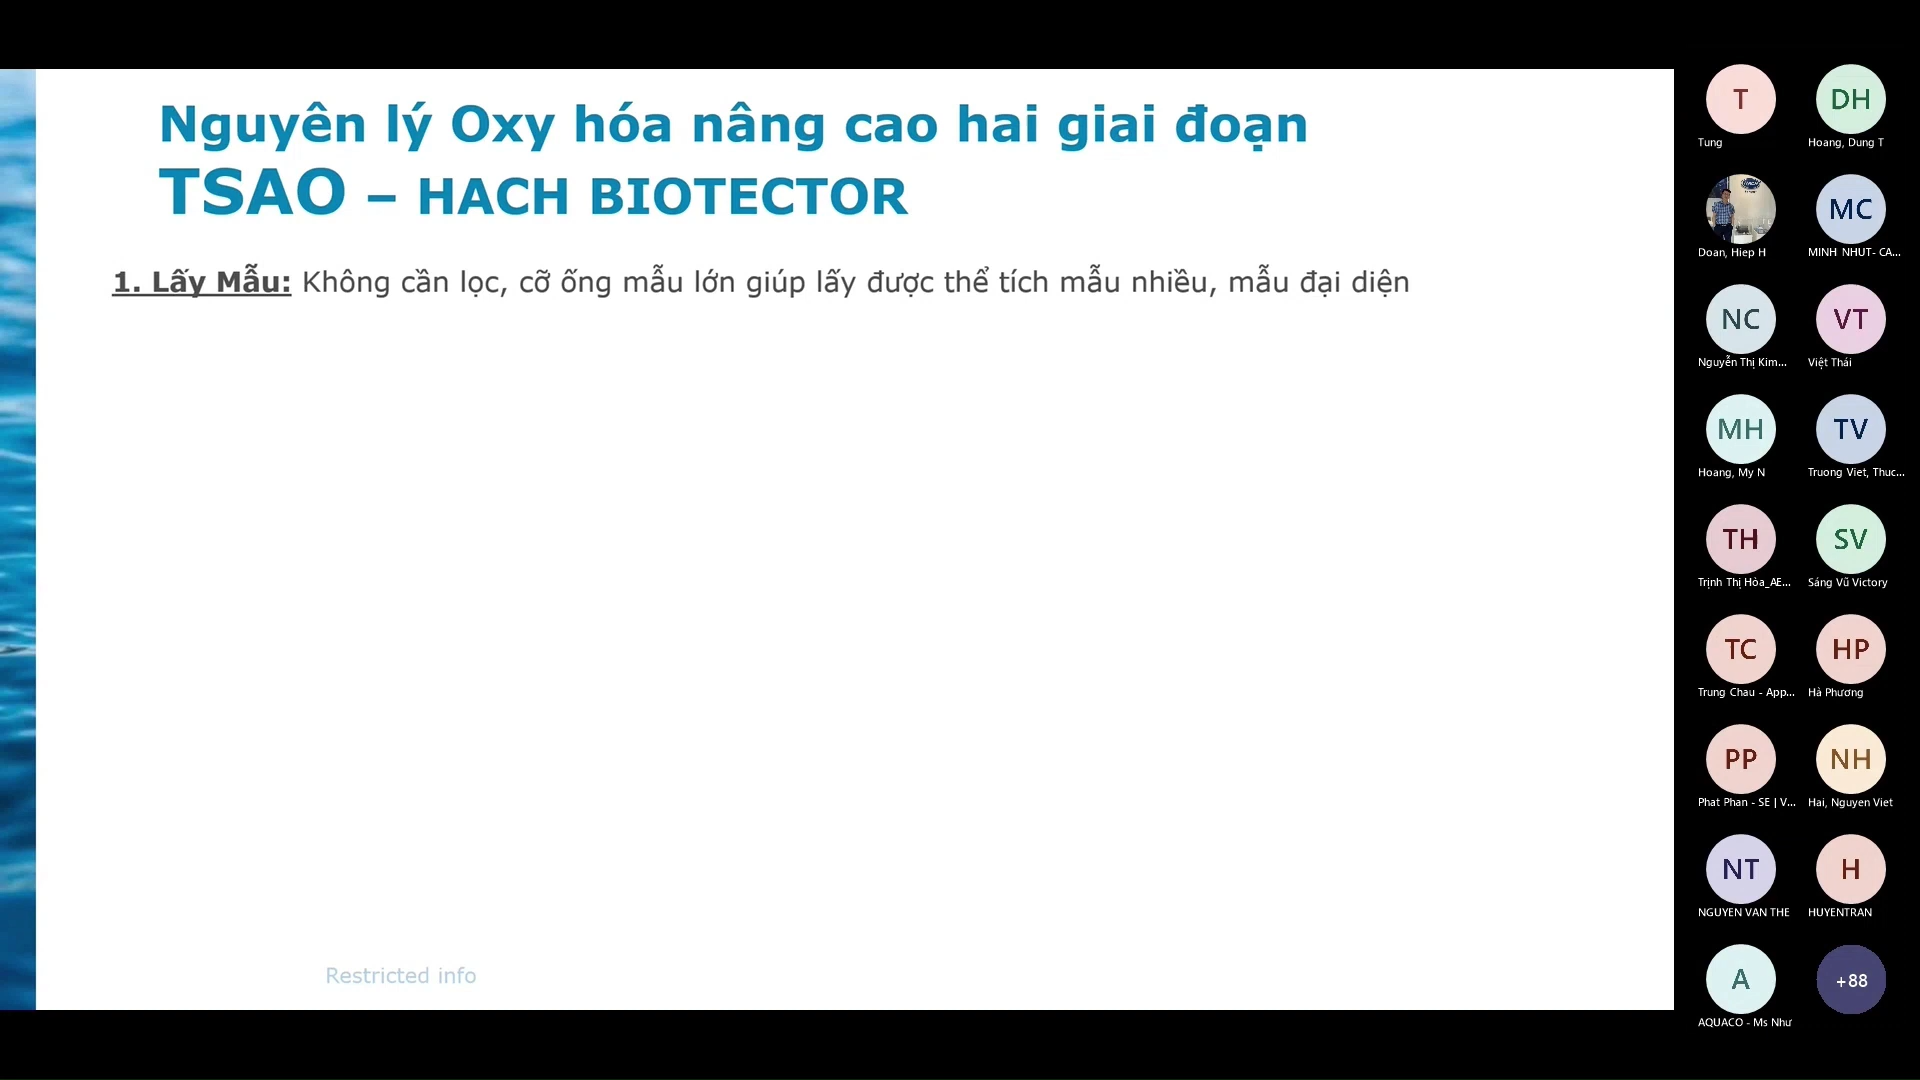 Nguyên lý Oxy hóa nâng cao hai giai đoạn
TSAO – HACH BIOTECTOR
1. Lấy Mẫu: Không cần lọc, cỡ ống mẫu lớn giúp lấy được thể tích mẫu nhiều, mẫu đại diện
Restricted info
T
Tung
DH
Hoang, Dung T
Doan, Hiep H
MC
MINH NHUT- CA...
NC
Nguyễn Thị Kim...
VT
Việt Thái
MH
Hoang, My N
TV
Truong Viet, Thuc...
TH
Trịnh Thị Hòa_AE...
SV
Sáng Vũ Victory
TC
Trung Chau - App...
HP
Hà Phương
PP
Phat Phan - SE | V...
NH
Hai, Nguyen Viet
NT
NGUYEN VAN THE
H
HUYENTRAN
A
AQUACO - Ms Như
+88